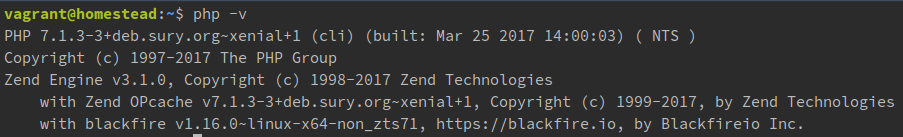 vagrant@homestead:~$ php -v
PHP 7.1.3-3+deb.sury.org~xenial+1 (cli) (built: Mar 25 2017 14:00:03) ( NTS )
Copyright (c) 1997-2017 The PHP Group
Zend Engine v3.1.0, Copyright (c) 1998-2017 Zend Technologies
    with Zend OPcache v7.1.3-3+deb.sury.org~xenial+1, Copyright (c) 1999-2017, by Zend Technologies
    with blackfire v1.16.0~linux-x64-non_zts71, https://blackfire.io, by Blackfireio Inc.